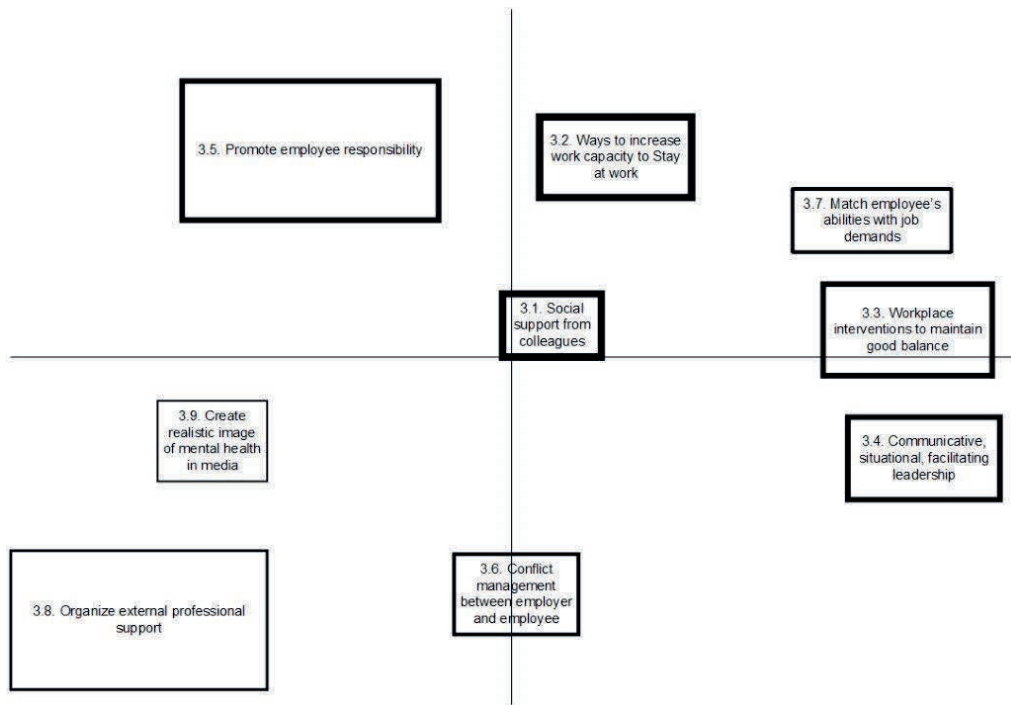 3.5. Promote employee responsibility
3.2. Ways to increase
work capacity to Stay
at work
3.7. Match employee's
abilities with job
demands
3.1. Social
support from
colleagues
3.3. Workplace
interventions to maintain
good balance
3.9. Create
realistic image
of mental health
in media
3.4. Communicative,
situational, facilitating
leadership
3.8. Organize external professional
support
3.6. Conflict
management
between employer
and employee